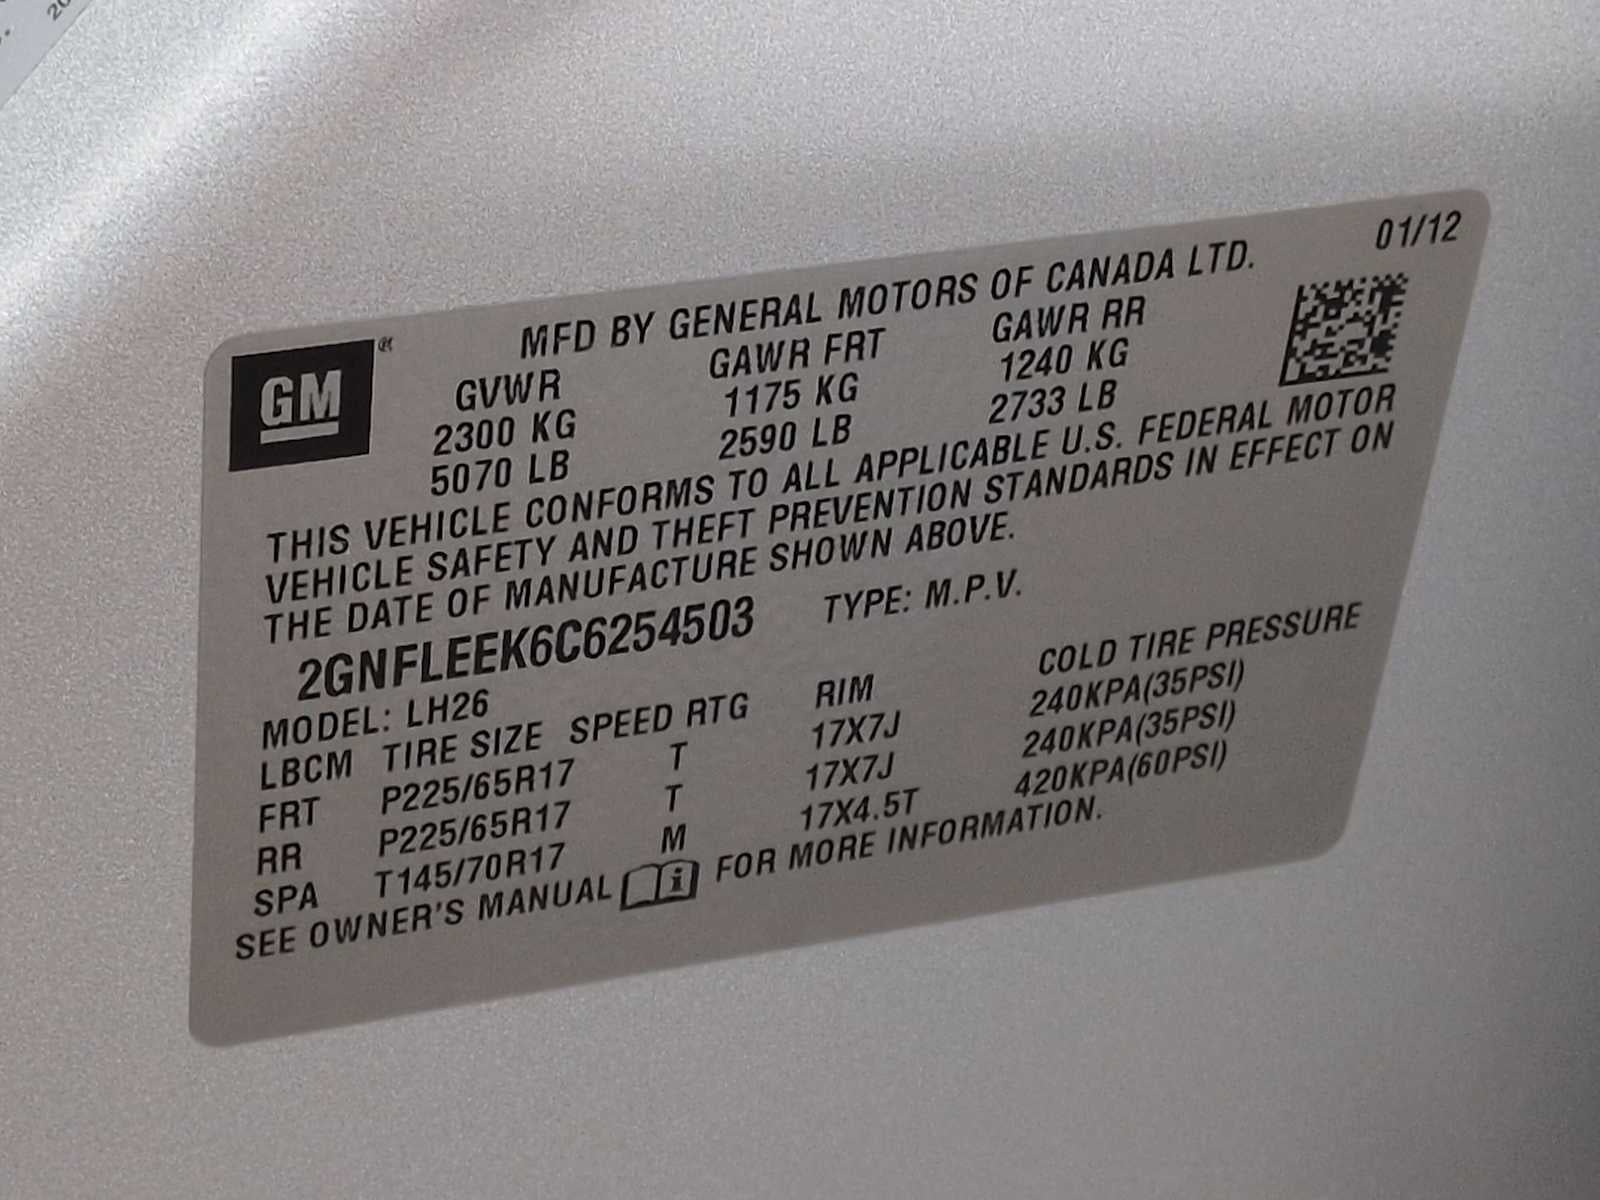 20
MFD BY GENERAL MOTORS OF CANADA LTD. 01/12
GM®
GVWR GAWR FRT GAWR RR
2300 KG 1175 KG 1240 KG
5070 LB 2590 LB 2733 LB
THIS VEHICLE CONFORMS TO ALL APPLICABLE U.S. FEDERAL MOTOR
VEHICLE SAFETY AND THEFT PREVENTION STANDARDS IN EFFECT ON
THE DATE OF MANUFACTURE SHOWN ABOVE.
2GNFLEEK6C6254503 TYPE: M.P.V.
MODEL: LH26
LBCM TIRE SIZE SPEED RTG RIM COLD TIRE PRESSURE
FRT P225/65R17 T 17X7J 240KPA(35PSI)
RR P225/65R17 T 17X7J 240KPA(35PSI)
SPA T145/70R17 M 17X4.5T 420KPA(60PSI)
SEE OWNER'S MANUAL i FOR MORE INFORMATION.